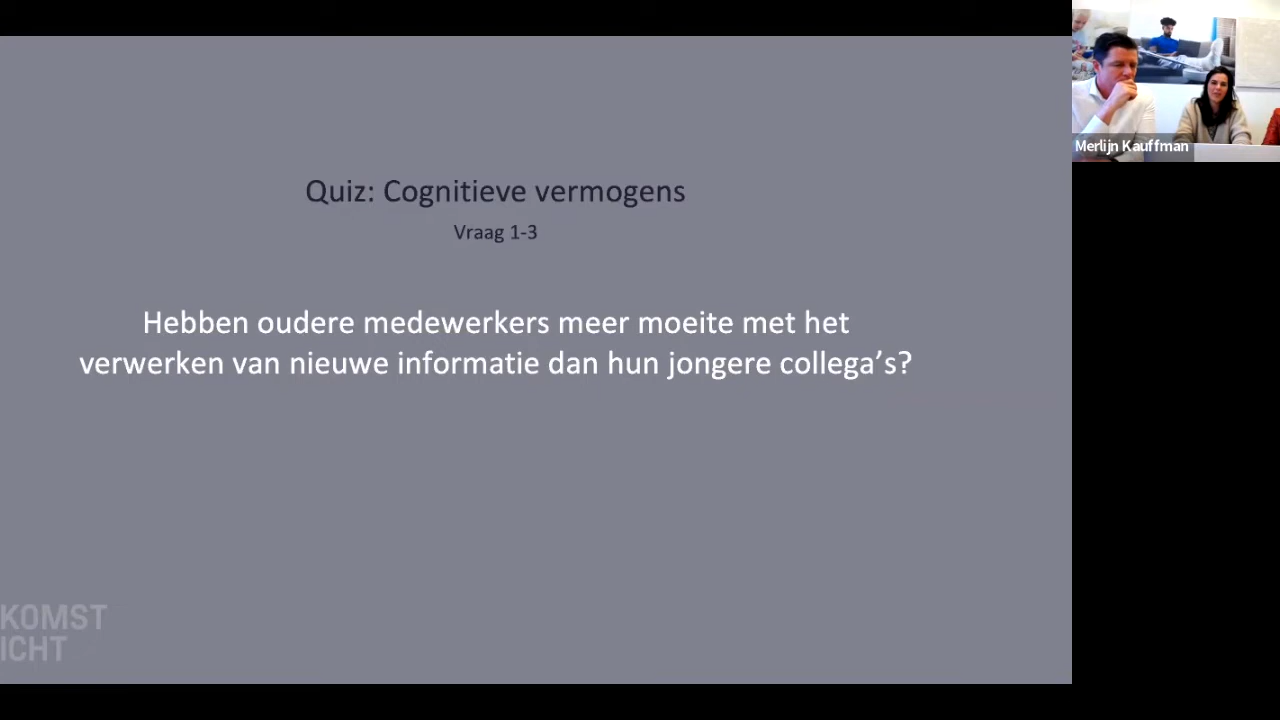 Quiz: Cognitieve vermogens
Vraag 1-3
Hebben oudere medewerkers meer moeite met het
verwerken van nieuwe informatie dan hun jongere collega’s?
KOMST
ICHT
Merlijn Kauffman